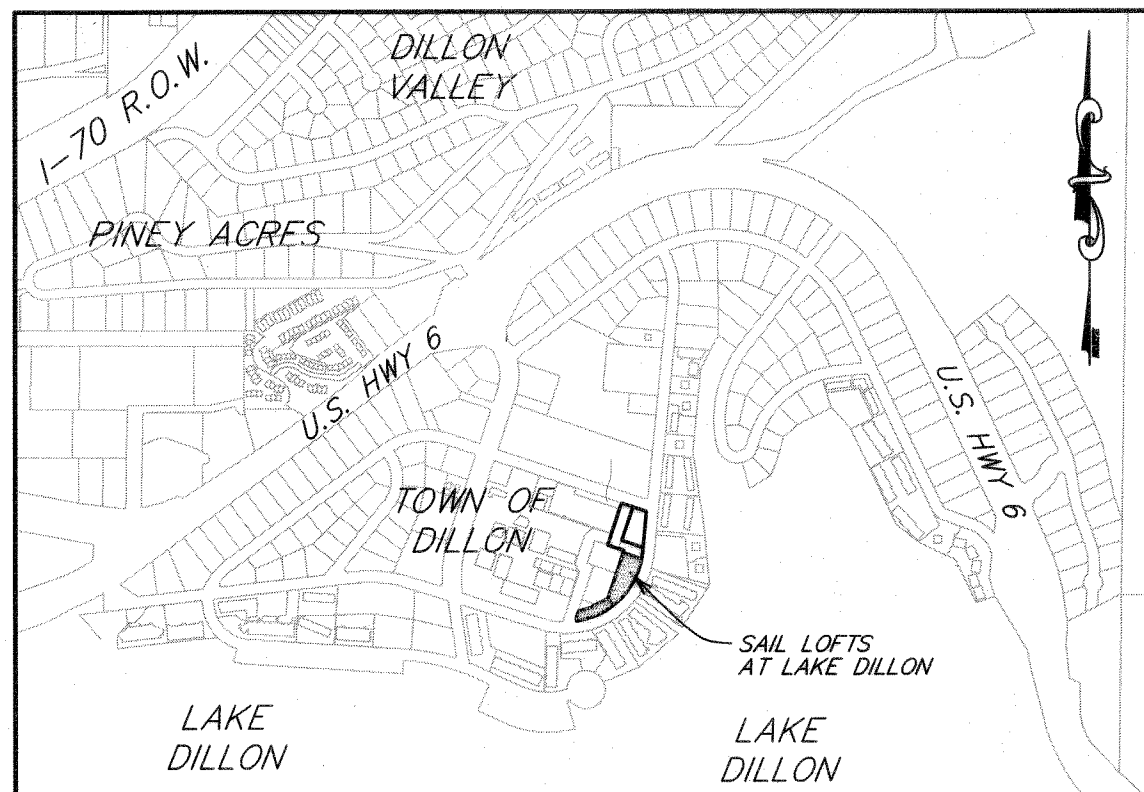 DILLON
VALLEY
I-70 R.O.W.
PINEY ACRES
U.S. HWY 6
U.S. HWY 6
TOWN OF
DILLON
SAIL LOFTS
AT LAKE DILLON
LAKE
DILLON
LAKE
DILLON